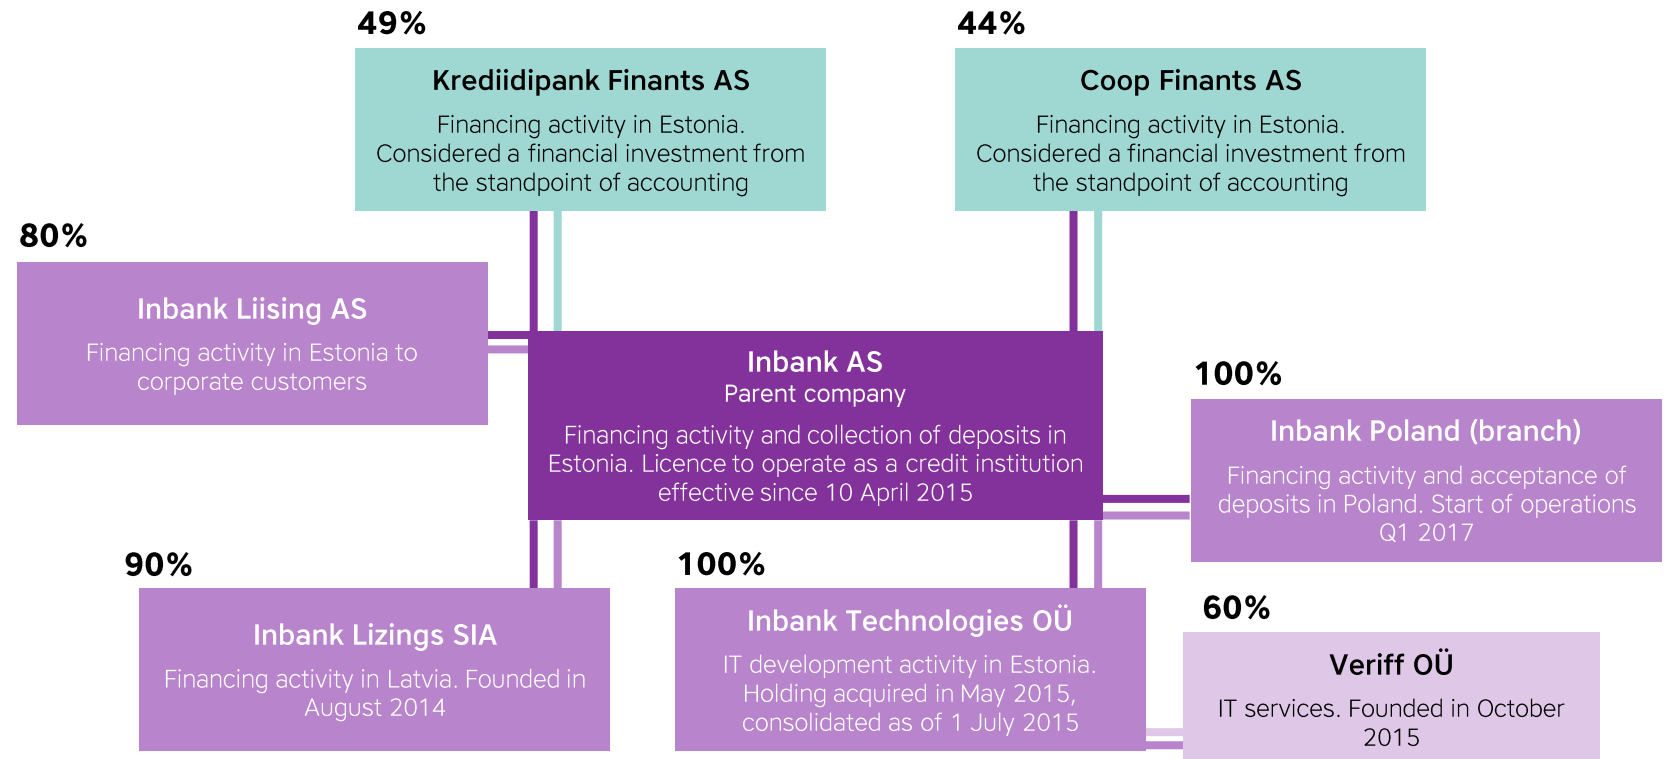 49%
Krediidipank Finants AS
Financing activity in Estonia.
Considered a financial investment from
the standpoint of accounting
44%
Coop Finants AS
Financing activity in Estonia.
Considered a financial investment from
the standpoint of accounting
80%
Inbank Liising AS
Financing activity in Estonia to
corporate customers
Inbank AS
Parent company
Financing activity and collection of deposits in
Estonia. Licence to operate as a credit institution
effective since 10 April 2015
100%
Inbank Poland (branch)
Financing activity and acceptance of
deposits in Poland. Start of operations
Q1 2017
90%
Inbank Lizings SIA
Financing activity in Latvia. Founded in
August 2014
100%
Inbank Technologies OÜ
IT development activity in Estonia.
Holding acquired in May 2015,
consolidated as of 1 July 2015
60%
Veriff OÜ
IT services. Founded in October
2015